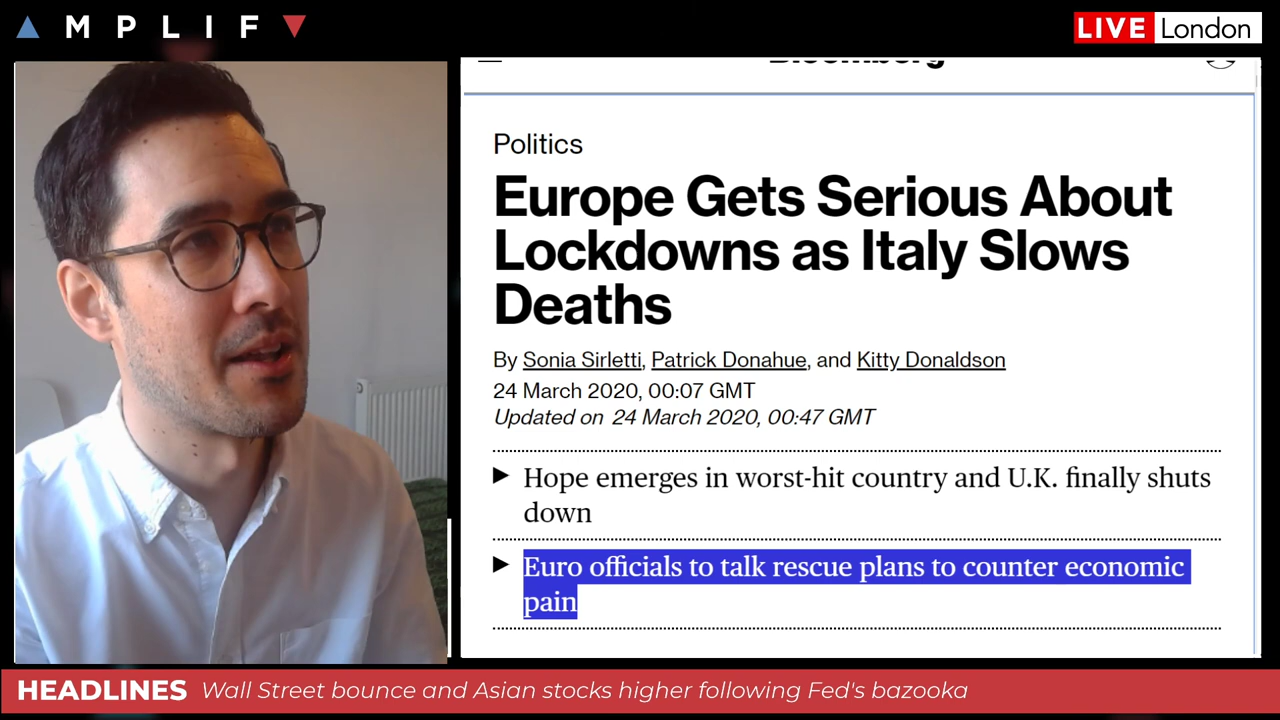 ▲ M P L I F ▼
LIVE London
Bloomberg
Politics
Europe Gets Serious About
Lockdowns as Italy Slows
Deaths
By Sonia Sirletti, Patrick Donahue, and Kitty Donaldson
24 March 2020, 00:07 GMT
Updated on 24 March 2020, 00:47 GMT
Hope emerges in worst-hit country and U.K. finally shuts
down
Euro officials to talk rescue plans to counter economic
pain
HEADLINES Wall Street bounce and Asian stocks higher following Fed's bazooka